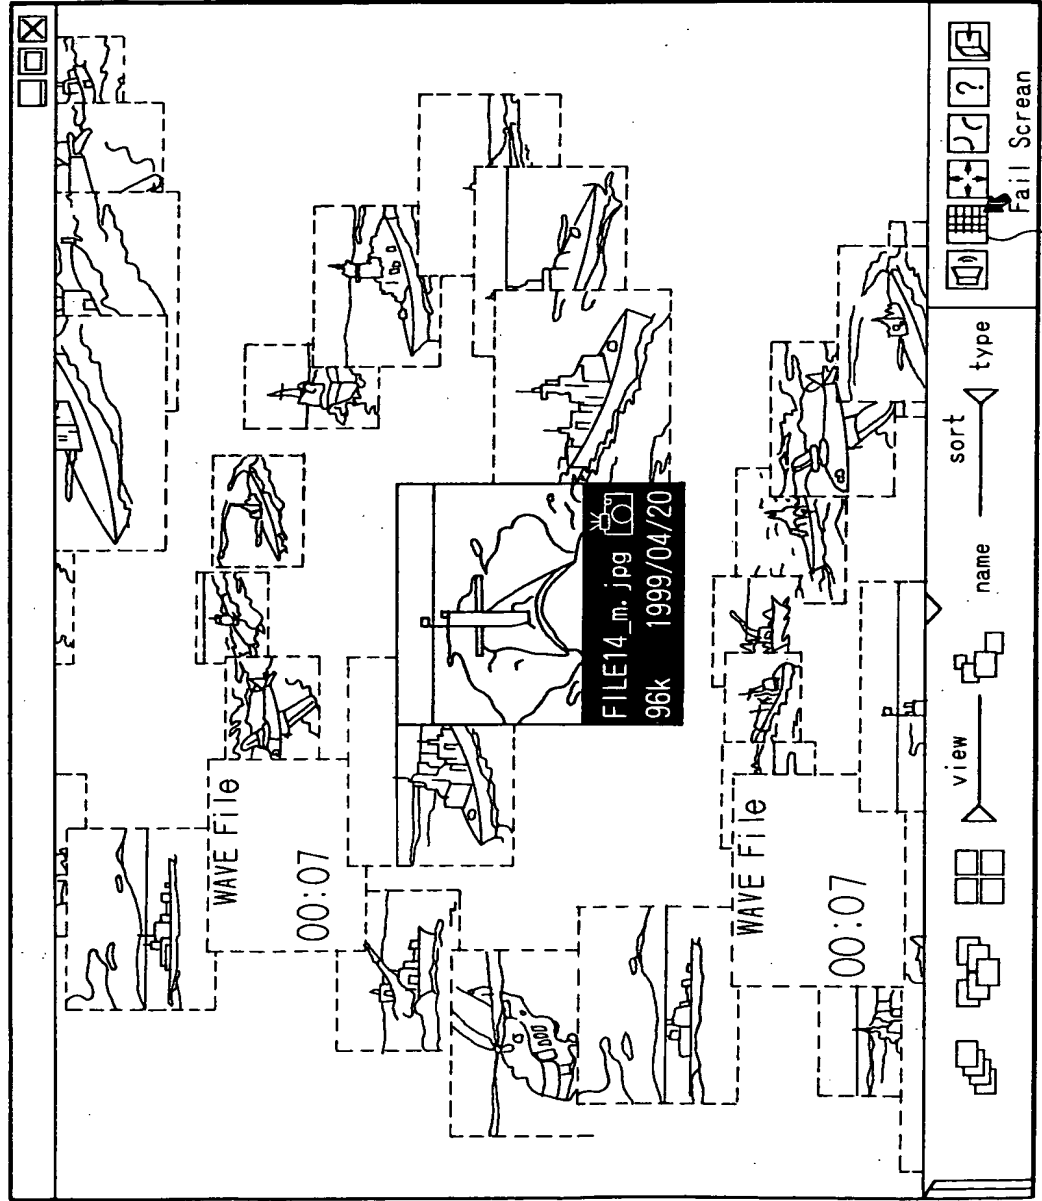 WAVE File
00:07
FILE14_m.jpg
96k 1999/04/20
WAVE File
00:07
view
name
sort
type
?
Fail Screan